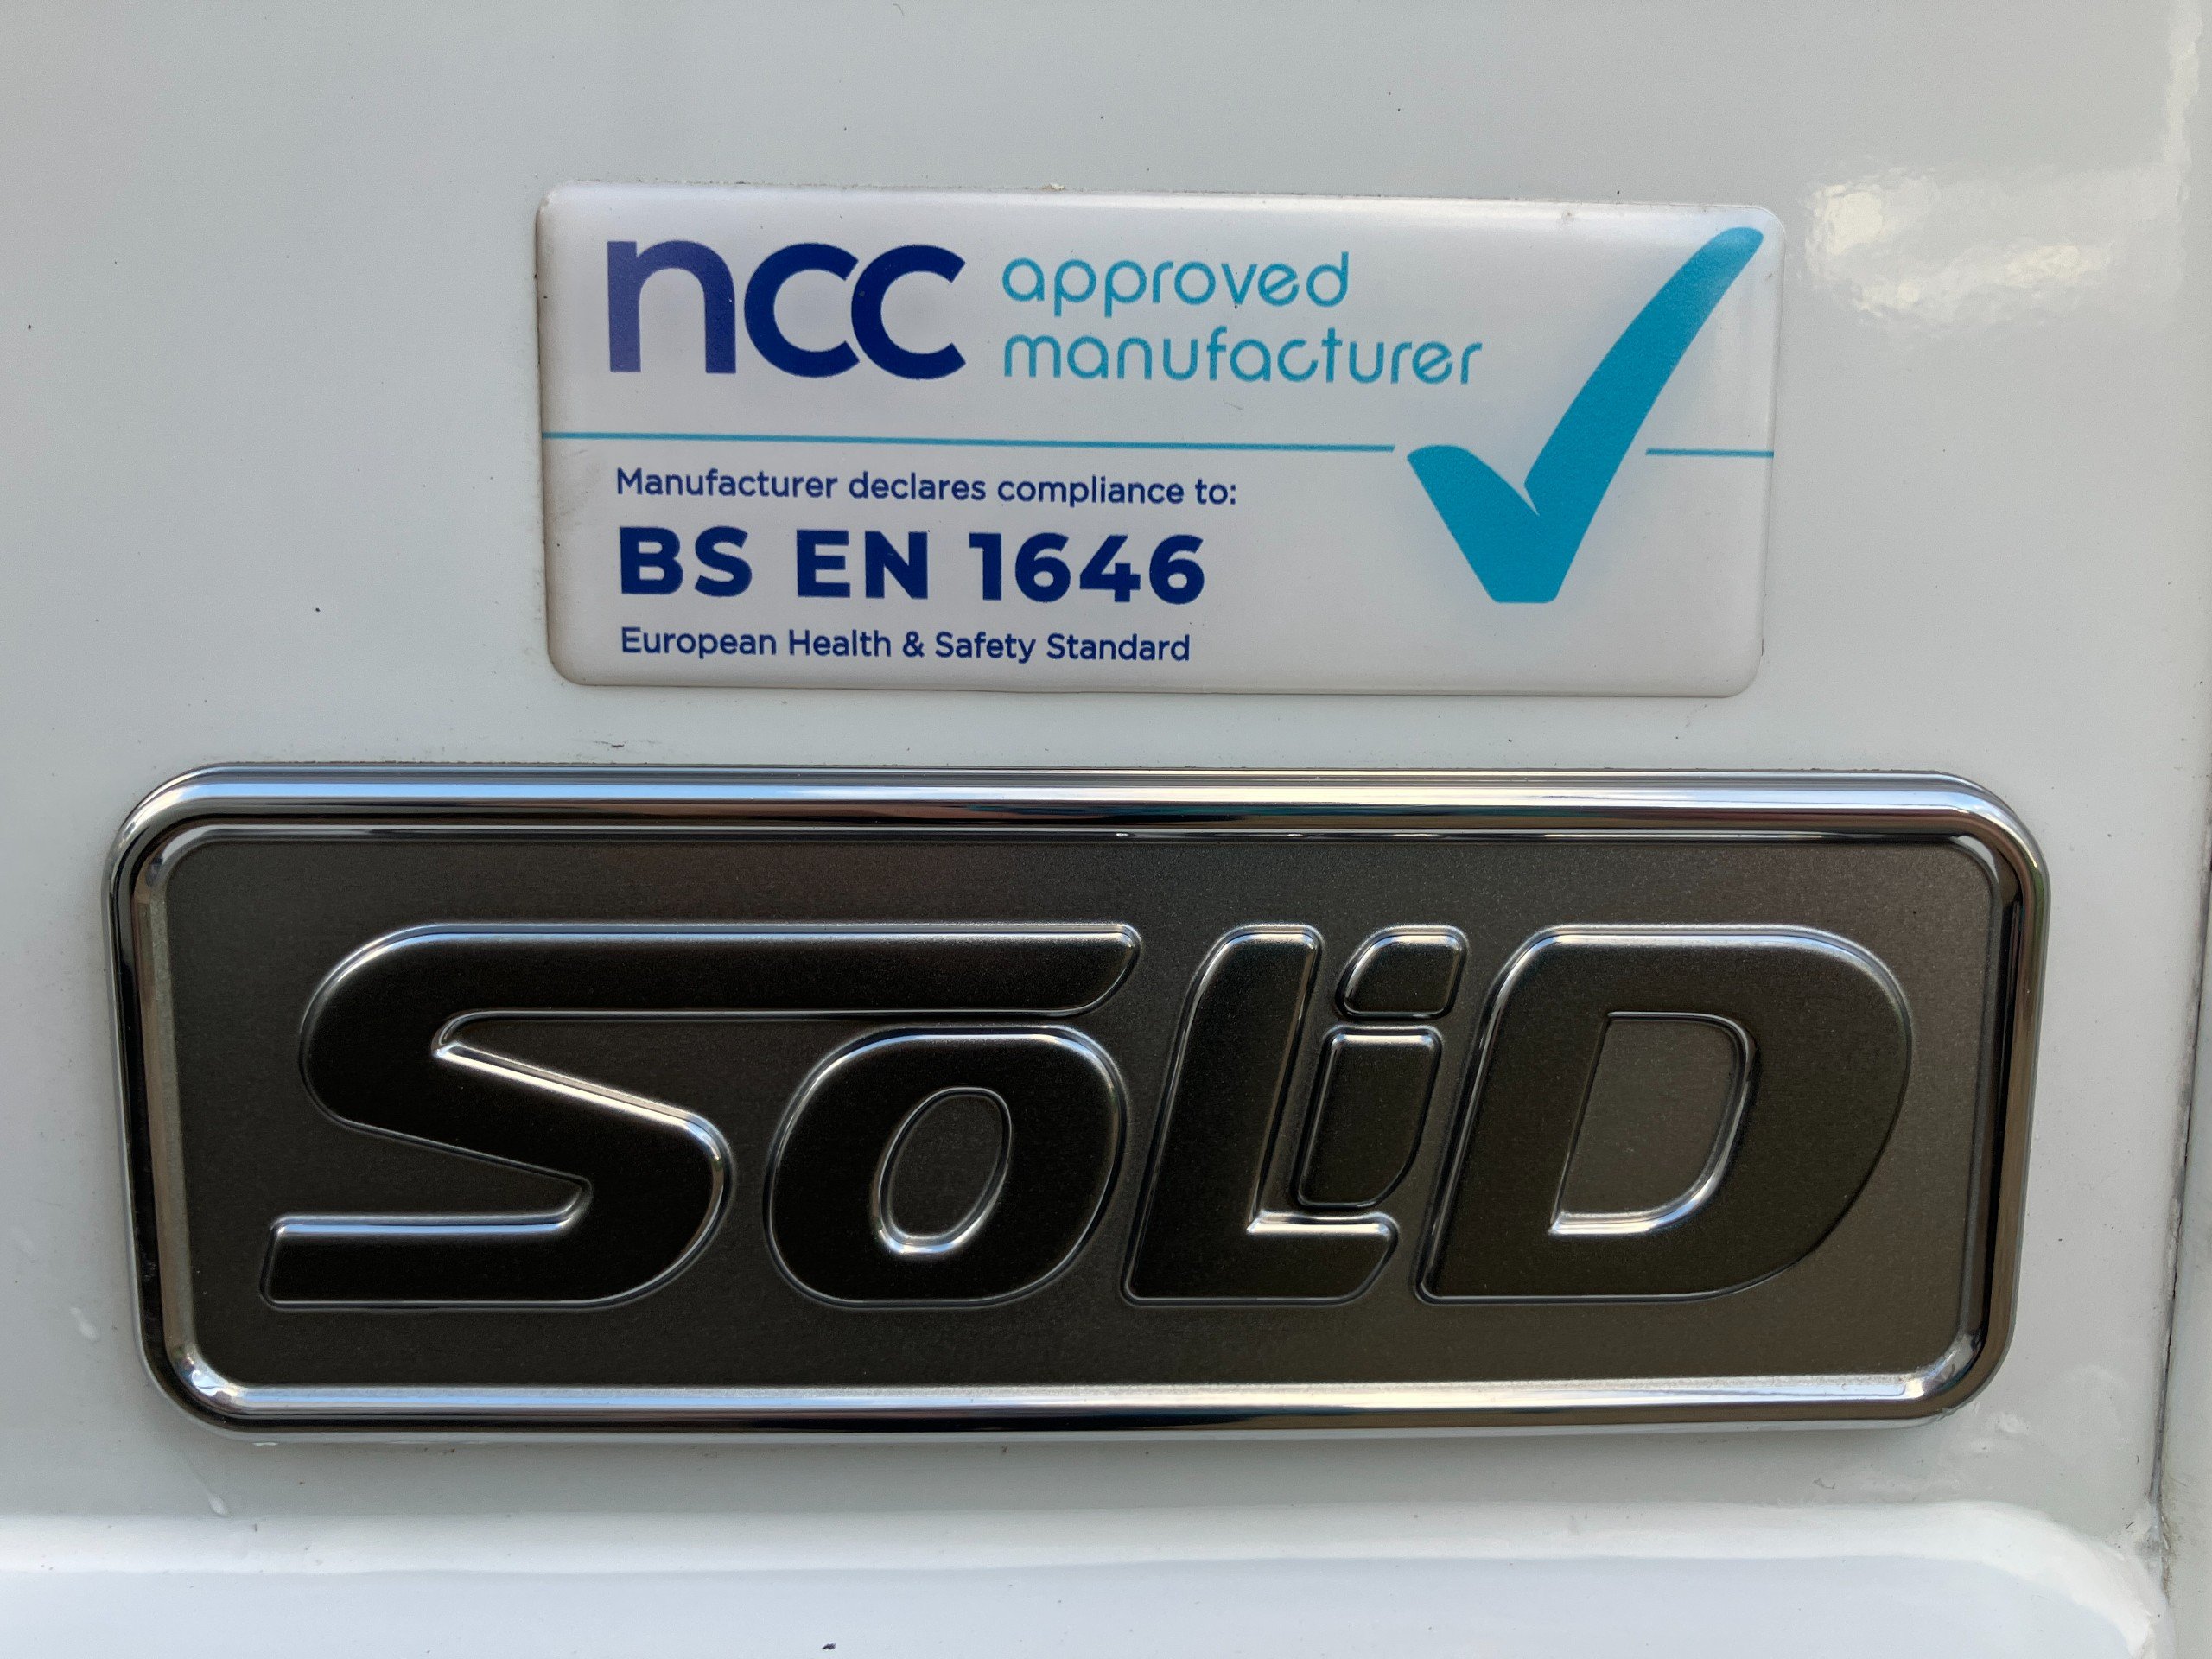 ncc approved
manufacturer
Manufacturer declares compliance to:
BS EN 1646
European Health & Safety Standard
SOLiD